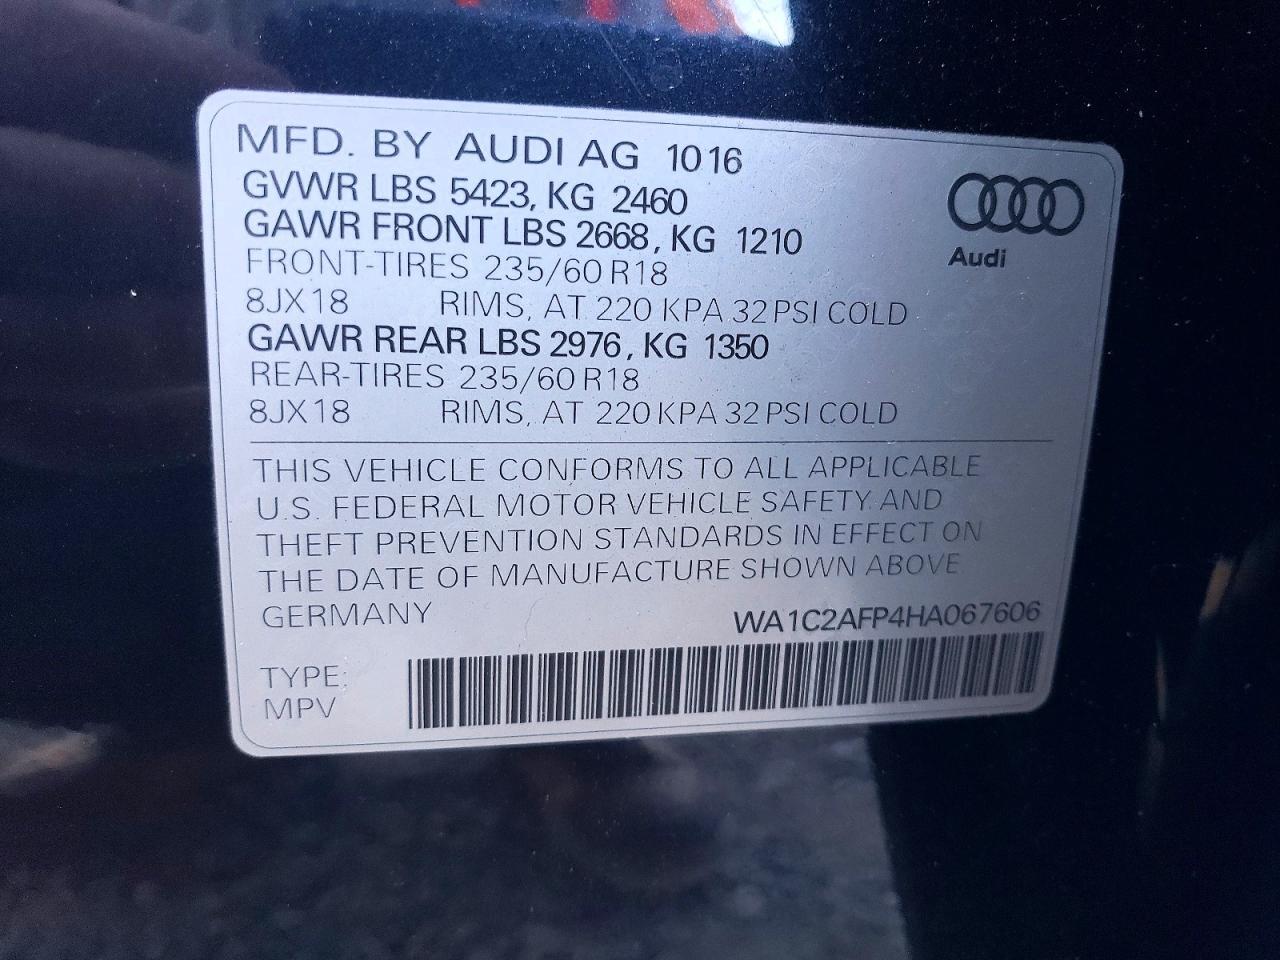 MFD. BY AUDI AG 1016
GVWR LBS 5423, KG 2460
GAWR FRONT LBS 2668, KG 1210
FRONT-TIRES 235/60 R18
8JX18 RIMS, AT 220 KPA 32 PSI COLD
GAWR REAR LBS 2976, KG 1350
REAR-TIRES 235/60 R18
8JX18 RIMS, AT 220 KPA 32 PSI COLD
Audi
THIS VEHICLE CONFORMS TO ALL APPLICABLE
U.S. FEDERAL MOTOR VEHICLE SAFETY AND
THEFT PREVENTION STANDARDS IN EFFECT ON
THE DATE OF MANUFACTURE SHOWN ABOVE
GERMANY WA1C2AFP4HA067606
TYPE:
MPV